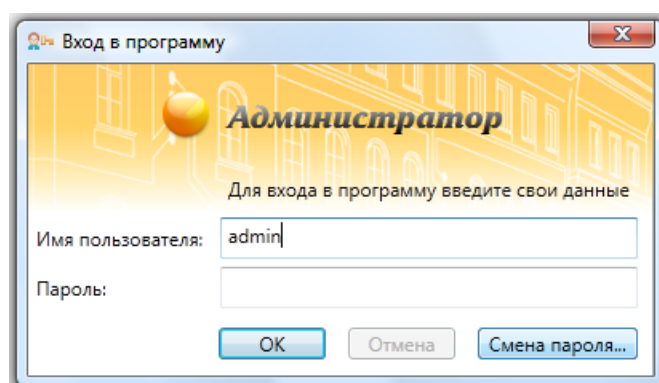 Вход в программу
Администратор
Для входа в программу введите свои данные
Имя пользователя: admin
Пароль:
OK Отмена Смена пароля...